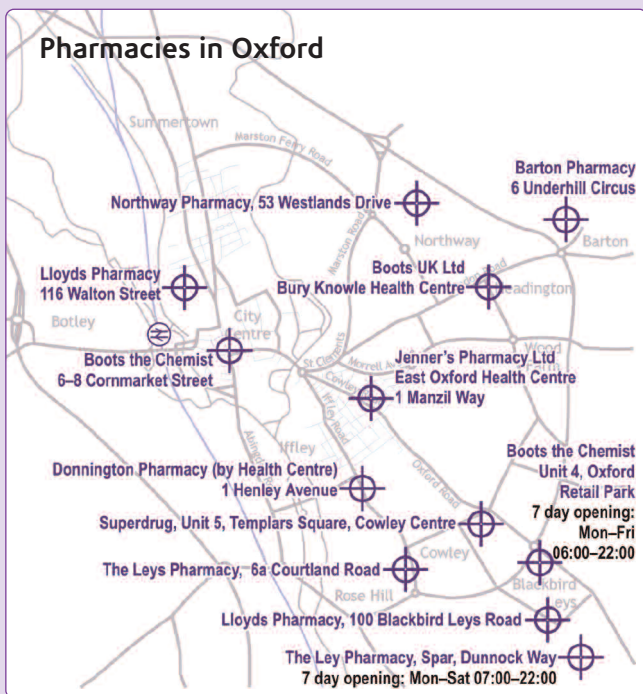 Pharmacies in Oxford
Summertown
Marston Ferry Road
Barton Pharmacy
6 Underhill Circus
Northway Pharmacy, 53 Westlands Drive
Marston Road
Northway
Barton
Lloyds Pharmacy
116 Walton Street
Boots UK Ltd
Bury Knowle Health Centre
Road
eadington
Botley
City
Centre
Boots the Chemist
6–8 Cornmarket Street
St Clements
Morrell Av
Wood
Jenner's Pharmacy Ltd
East Oxford Health Centre
1 Manzil Way
Cowley
Iffley Road
Abingdon
Iffley
Oxford Road
Boots the Chemist
Unit 4, Oxford
Retail Park
7 day opening:
Mon–Fri
06:00–22:00
Donnington Pharmacy (by Health Centre)
1 Henley Avenue
Superdrug, Unit 5, Templars Square, Cowley Centre
Cowley
The Leys Pharmacy, 6a Courtland Road
Rose Hill
Blackbird
Leys
Lloyds Pharmacy, 100 Blackbird Leys Road
The Ley Pharmacy, Spar, Dunnock Way
7 day opening: Mon–Sat 07:00–22:00